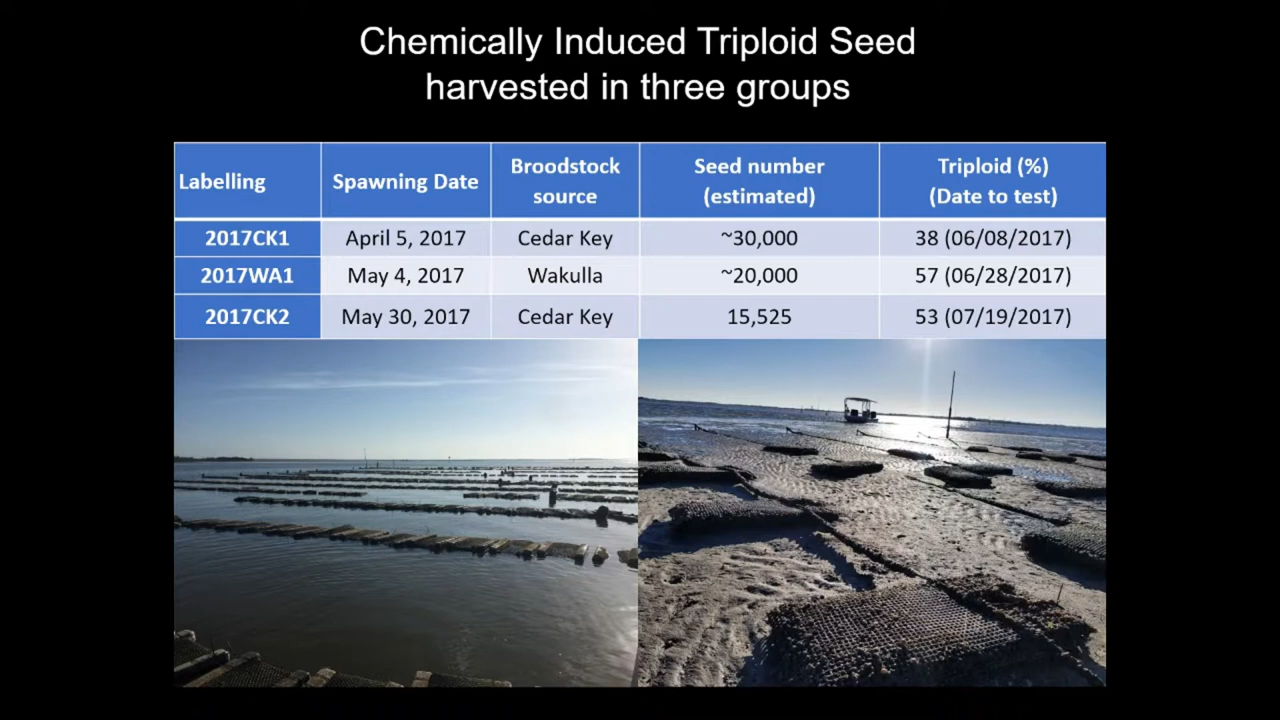 Chemically Induced Triploid Seed
harvested in three groups
Labelling
Spawning Date
Broodstock
source
Seed number
(estimated)
Triploid (%)
(Date to test)
2017CK1
April 5, 2017
Cedar Key
~30,000
38 (06/08/2017)
2017WA1
May 4, 2017
Wakulla
~20,000
57 (06/28/2017)
2017CK2
May 30, 2017
Cedar Key
15,525
53 (07/19/2017)